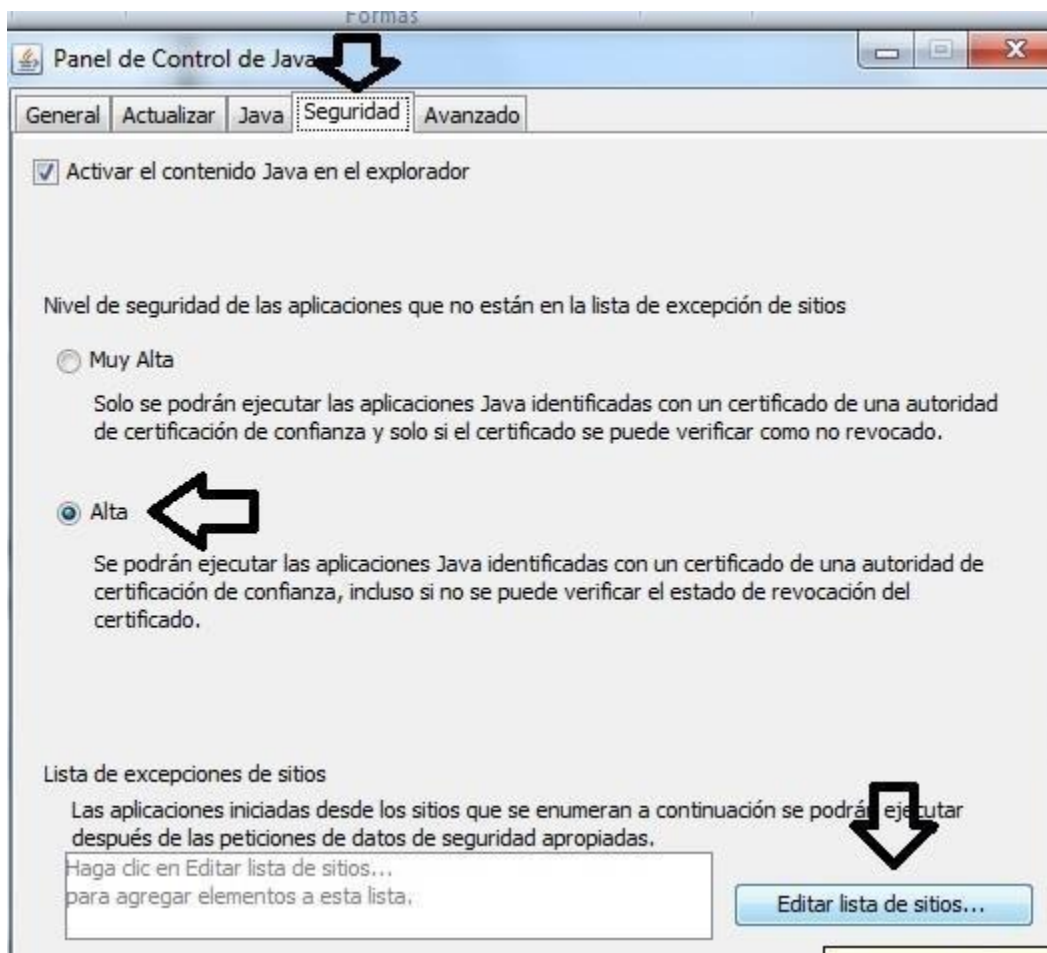 Formas
Panel de Control de Java
General Actualizar Java Seguridad Avanzado
Activar el contenido Java en el explorador
Nivel de seguridad de las aplicaciones que no están en la lista de excepción de sitios
Muy Alta
Solo se podrán ejecutar las aplicaciones Java identificadas con un certificado de una autoridad
de certificación de confianza y solo si el certificado se puede verificar como no revocado.
Alta
Se podrán ejecutar las aplicaciones Java identificadas con un certificado de una autoridad de
certificación de confianza, incluso si no se puede verificar el estado de revocación del
certificado.
Lista de excepciones de sitios
Las aplicaciones iniciadas desde los sitios que se enumeran a continuación se podrán ejecutar
después de las peticiones de datos de seguridad apropiadas.
Haga clic en Editar lista de sitios...
para agregar elementos a esta lista.
Editar lista de sitios...